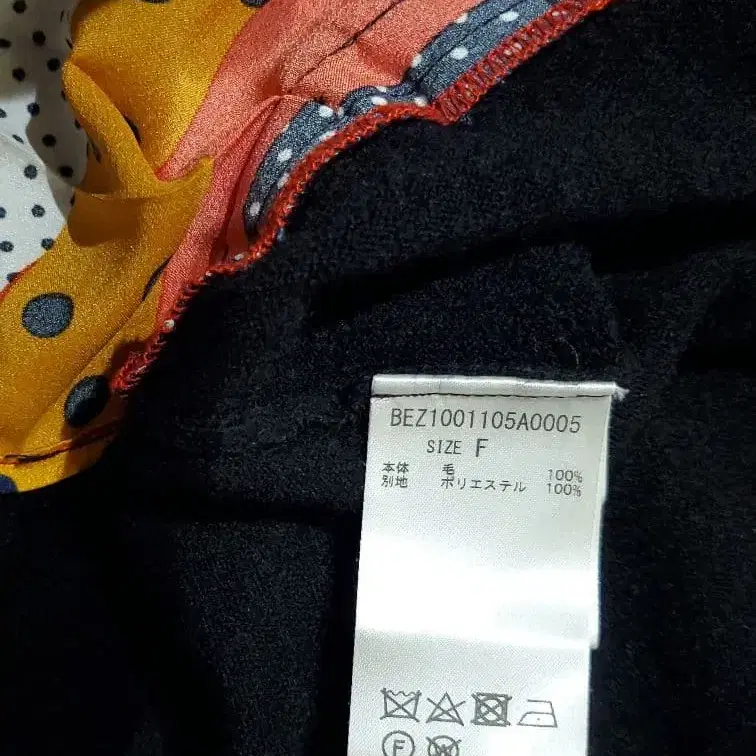 BEZ1001105A0005
SIZE F
本体 毛 100%
別地 ポリエステル 100%
F W